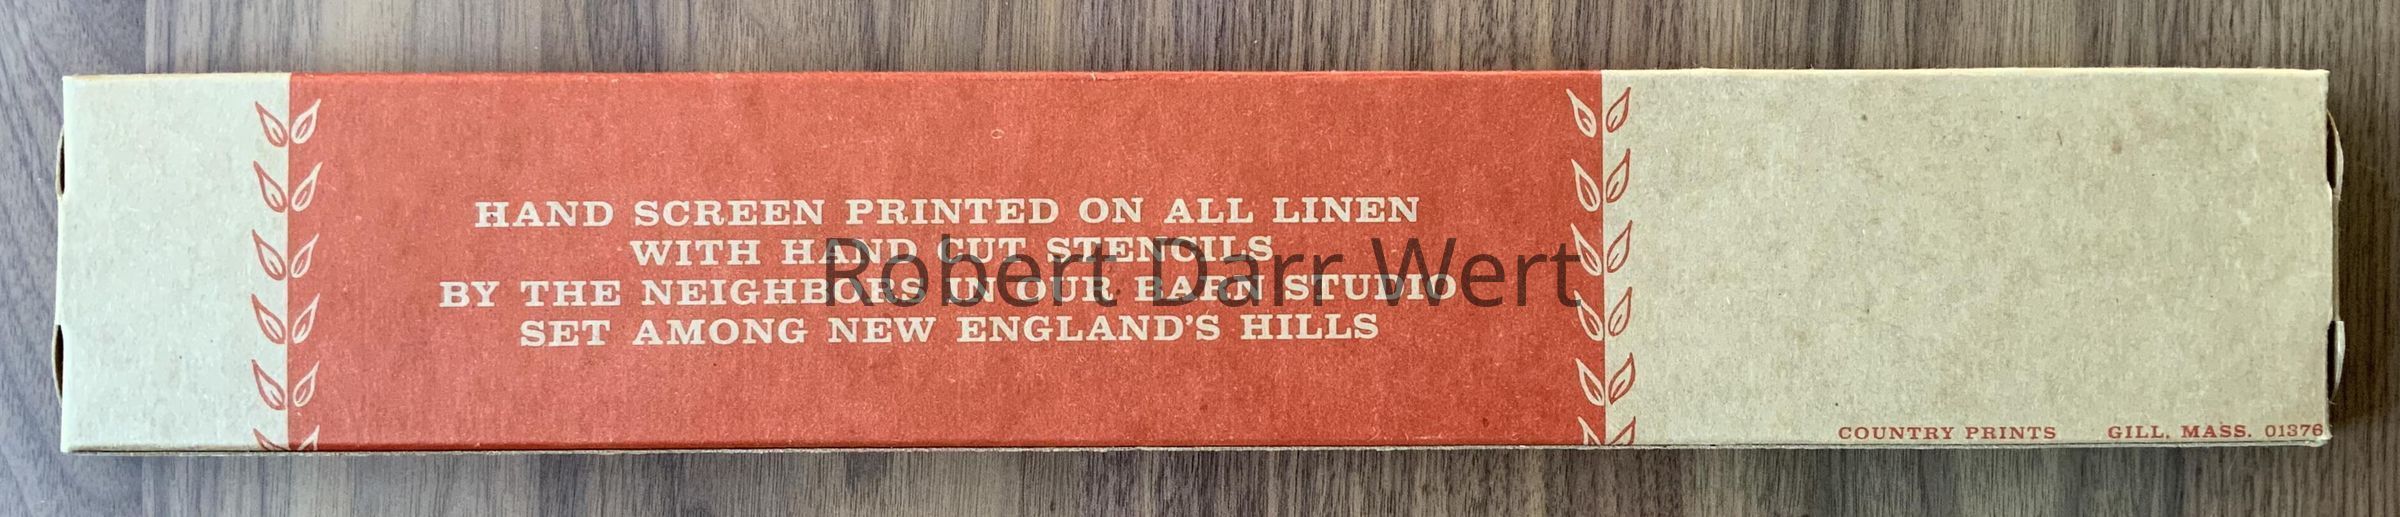 HAND SCREEN PRINTED ON ALL LINEN
WITH HAND CUT STENCILS
BY THE NEIGHBORS IN OUR BARN STUDIO
SET AMONG NEW ENGLAND'S HILLS
Robert Darr Wert
COUNTRY PRINTS GILL, MASS. 01376